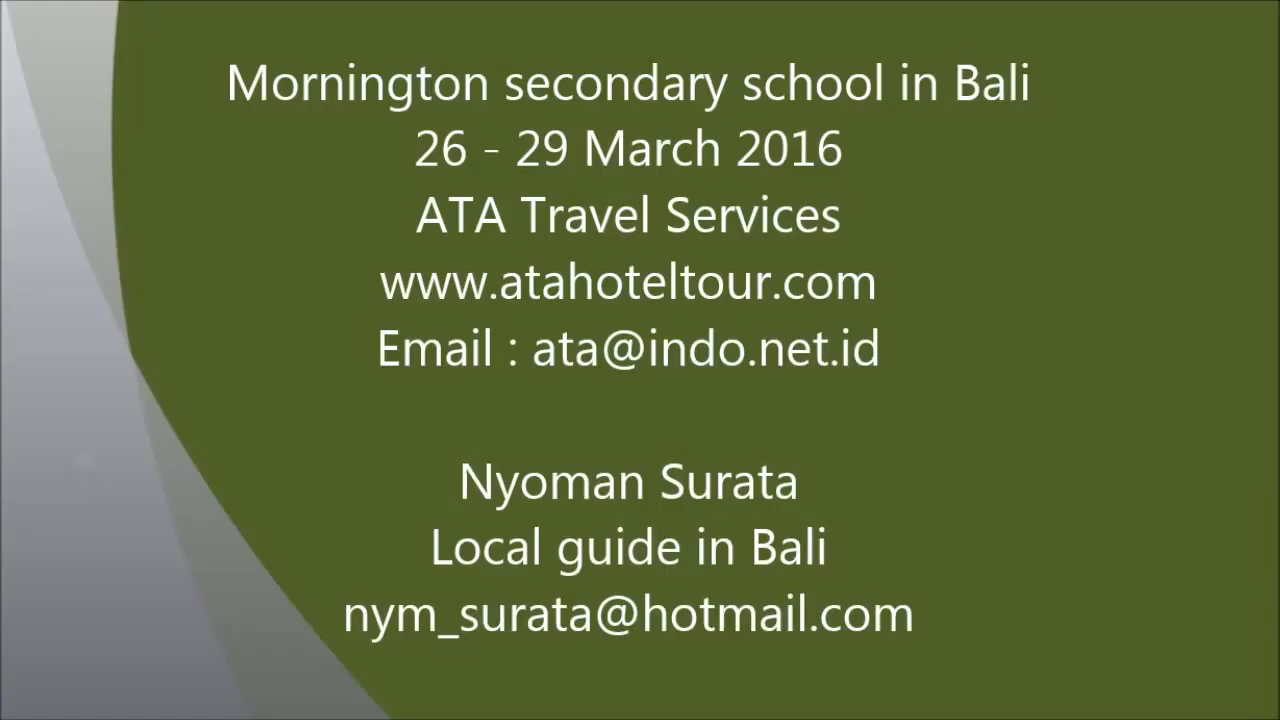 Mornington secondary school in Bali
26 - 29 March 2016
ATA Travel Services
www.atahoteltour.com
Email : ata@indo.net.id
Nyoman Surata
Local guide in Bali
nym_surata@hotmail.com